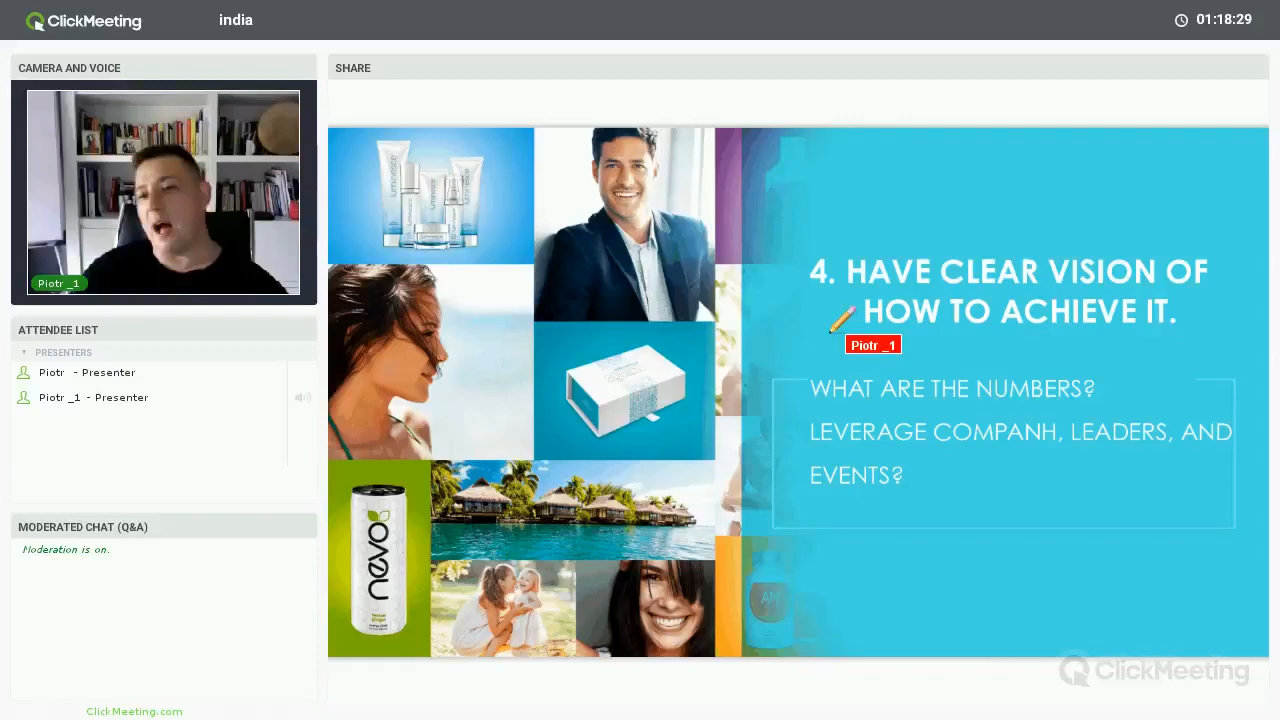 ClickMeeting
india
01:18:29
CAMERA AND VOICE
Piotr _1
ATTENDEE LIST
PRESENTERS
Piotr - Presenter
Piotr _1 - Presenter
MODERATED CHAT (Q&A)
Moderation is on.
ClickMeeting.com
SHARE
luminesce
nevo
4. HAVE CLEAR VISION OF
HOW TO ACHIEVE IT.
Piotr _1
WHAT ARE THE NUMBERS?
LEVERAGE COMPANH, LEADERS, AND
EVENTS?
AM
ClickMeeting